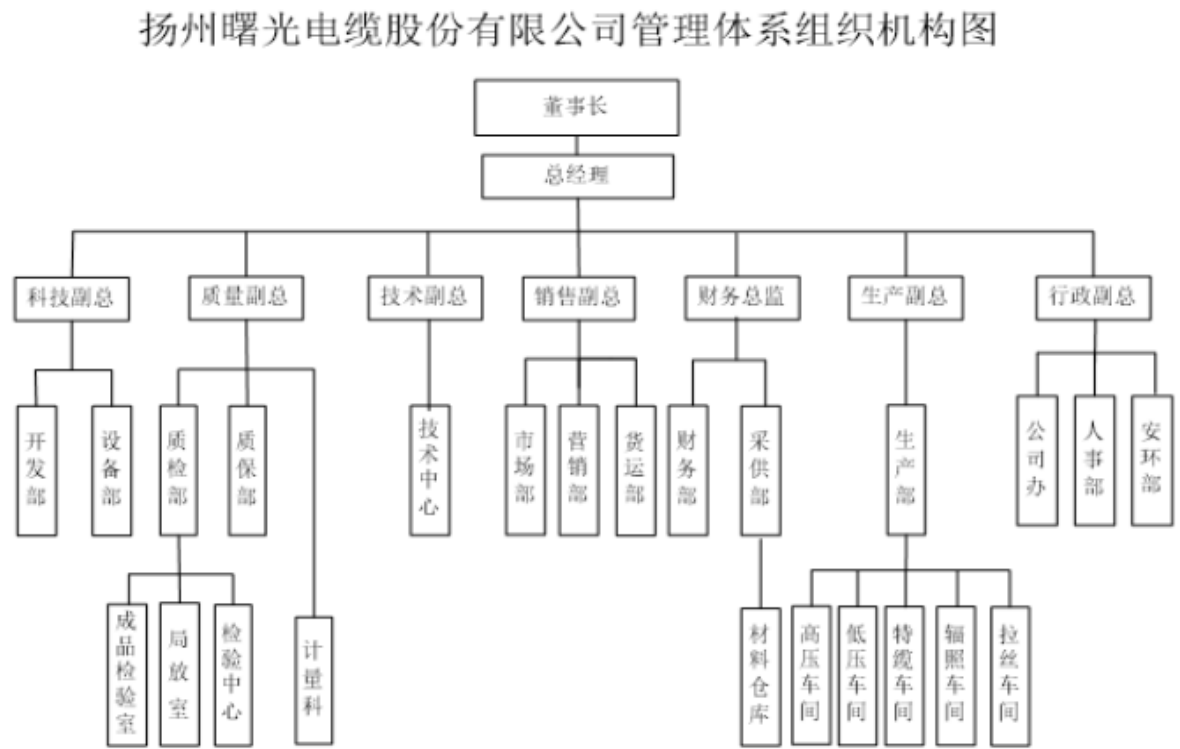 扬州曙光电缆股份有限公司管理体系组织机构图
董事长
总经理
科技副总
质量副总
技术副总
销售副总
财务总监
生产副总
行政副总
开发部
设备部
质检部
质保部
技术中心
市场部
营销部
货运部
财务部
采供部
生产部
公司办
人事部
安环部
成品检验室
局放室
检验中心
计量科
材料仓库
高压车间
低压车间
特缆车间
辐照车间
拉丝车间